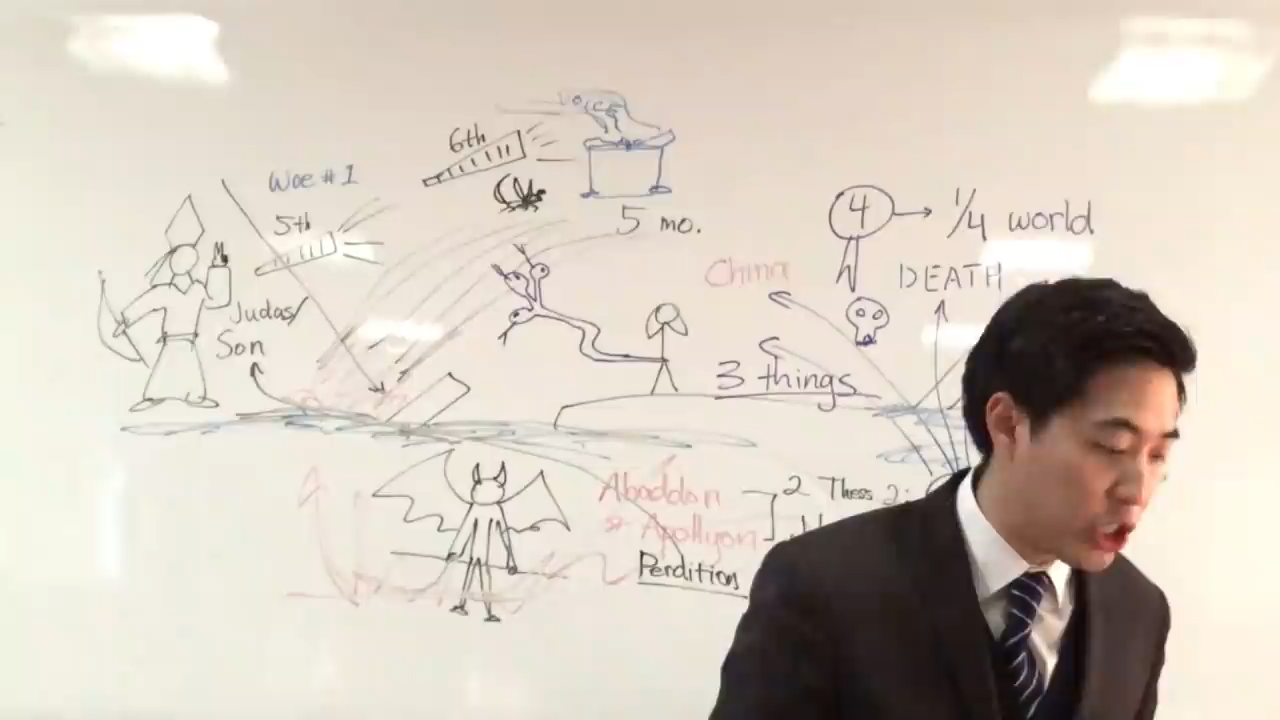 VOICE
6th
Woe #1
5th
5 mo.
4 → 1/4 world
China
DEATH
Judas/
Son
3 things
Abaddon
& Apollyon
2 Thess 2:
Perdition